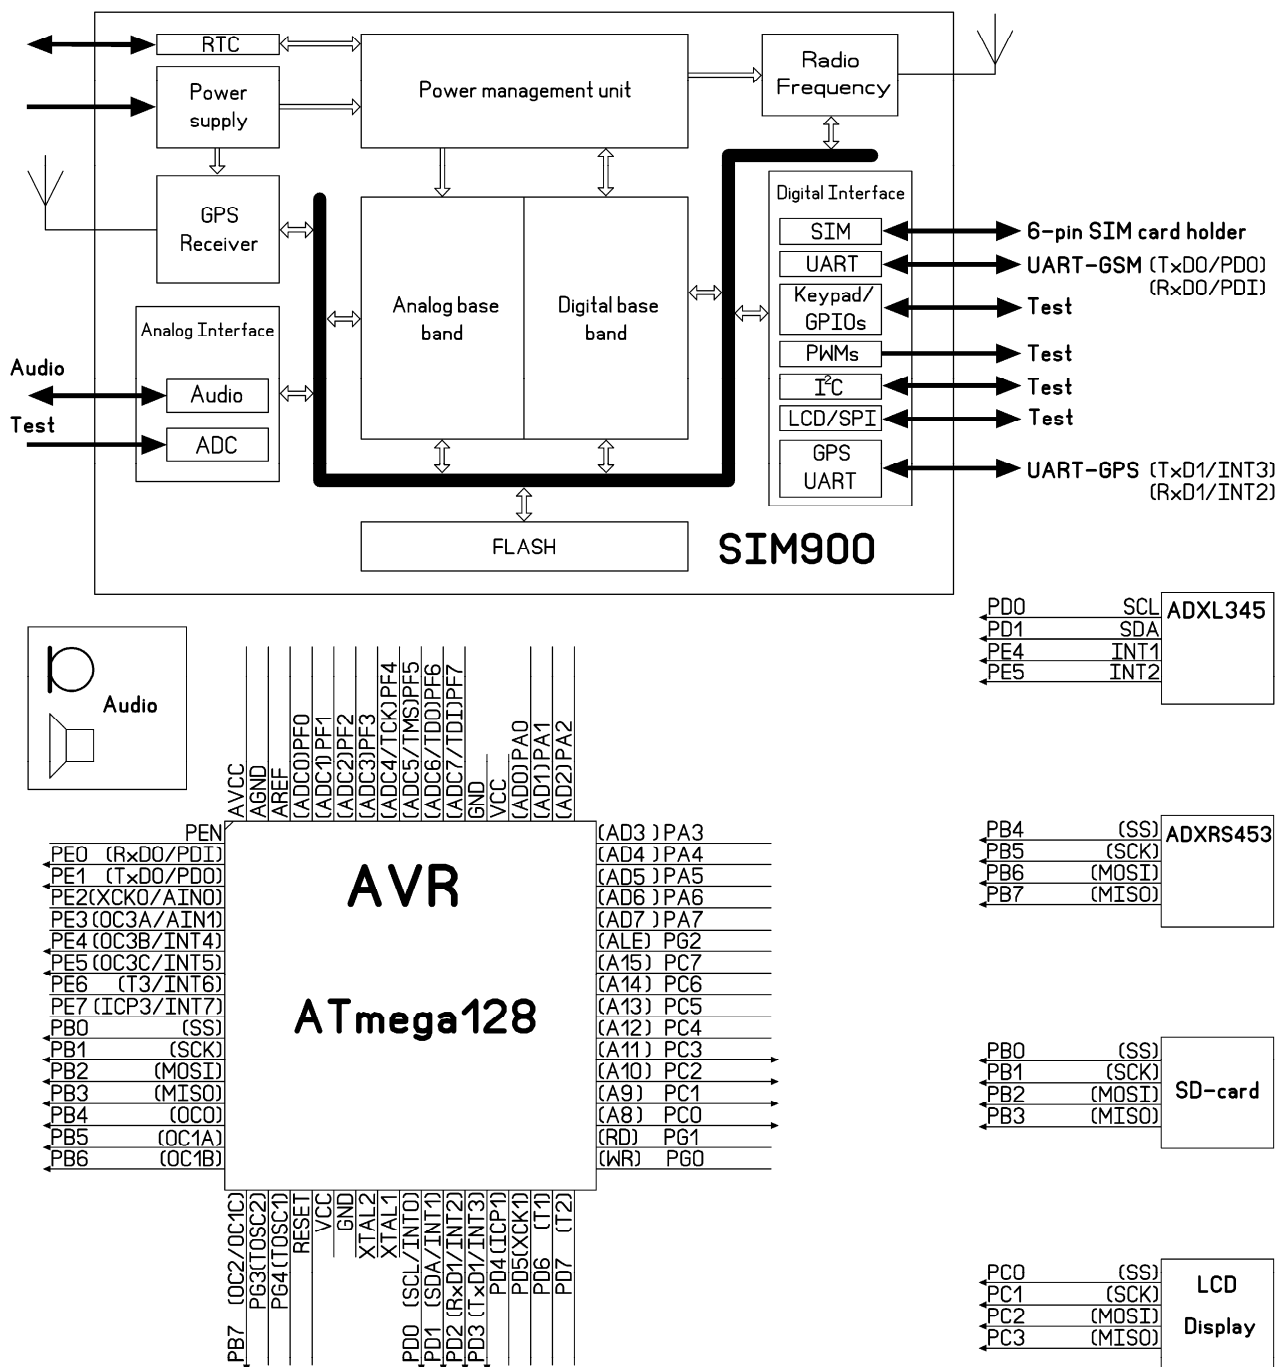 RTC
Power supply
Power management unit
Radio
Frequency
GPS
Receiver
Analog base
band
Digital base
band
Digital Interface
SIM
UART
Keypad/
GPIOs
PWMs
I²C
LCD/SPI
GPS
UART
6-pin SIM card holder
UART-GSM (TxD0/PD0)
(RxD0/PDI)
Test
Test
Test
Test
UART-GPS (TxD1/INT3)
(RxD1/INT2)
Analog Interface
Audio
Audio
Test
ADC
FLASH
SIM900
Audio
AVCC
AGND
AREF
(ADC0)PF0
(ADC1)PF1
(ADC2)PF2
(ADC3)PF3
(ADC4/TCK)PF4
(ADC5/TMS)PF5
(ADC6/TDO)PF6
(ADC7/TDI)PF7
GND
VCC
(AD0)PA0
(AD1)PA1
(AD2)PA2
PEN
PE0 (RxD0/PDI)
PE1 (TxD0/PD0)
PE2(XCK0/AIN0)
PE3(OC3A/AIN1)
PE4(OC3B/INT4)
PE5(OC3C/INT5)
PE6 (T3/INT6)
PE7(ICP3/INT7)
PB0 (SS)
PB1 (SCK)
PB2 (MOSI)
PB3 (MISO)
PB4 (OC0)
PB5 (OC1A)
PB6 (OC1B)
AVR
ATmega128
(AD3 )PA3
(AD4 )PA4
(AD5 )PA5
(AD6 )PA6
(AD7 )PA7
(ALE) PG2
(A15) PC7
(A14) PC6
(A13) PC5
(A12) PC4
(A11) PC3
(A10) PC2
(A9) PC1
(A8) PC0
(RD) PG1
(WR) PG0
PB7 (OC2/OC1C)
PG3(TOSC2)
PG4(TOSC1)
RESET
VCC
GND
XTAL2
XTAL1
PD0 (SCL/INT0)
PD1 (SDA/INT1)
PD2 (RxD1/INT2)
PD3 (TxD1/INT3)
PD4(ICP1)
PD5(XCK1)
PD6 (T1)
PD7 (T2)
PD0 SCL
PD1 SDA
PE4 INT1
PE5 INT2
ADXL345
PB4 (SS)
PB5 (SCK)
PB6 (MOSI)
PB7 (MISO)
ADXRS453
PB0 (SS)
PB1 (SCK)
PB2 (MOSI)
PB3 (MISO)
SD-card
PC0 (SS)
PC1 (SCK)
PC2 (MOSI)
PC3 (MISO)
LCD
Display